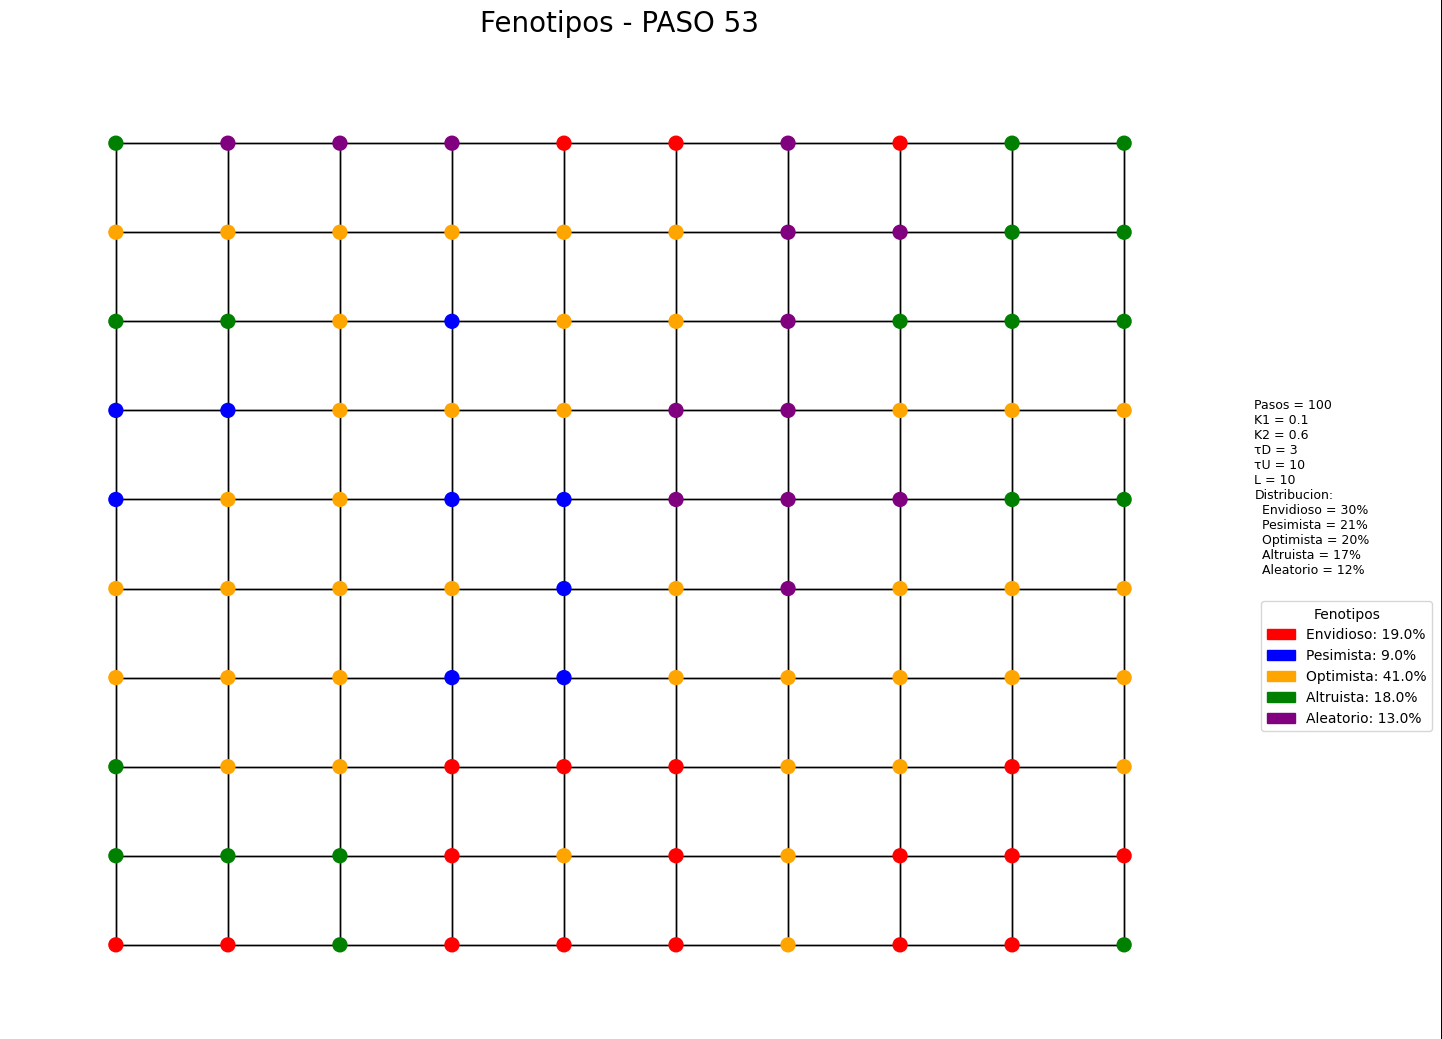 Fenotipos - PASO 53
Pasos = 100
K1 = 0.1
K2 = 0.6
τD = 3
τU = 10
L = 10
Distribucion:
Envidioso = 30%
Pesimista = 21%
Optimista = 20%
Altruista = 17%
Aleatorio = 12%
Fenotipos
Envidioso: 19.0%
Pesimista: 9.0%
Optimista: 41.0%
Altruista: 18.0%
Aleatorio: 13.0%